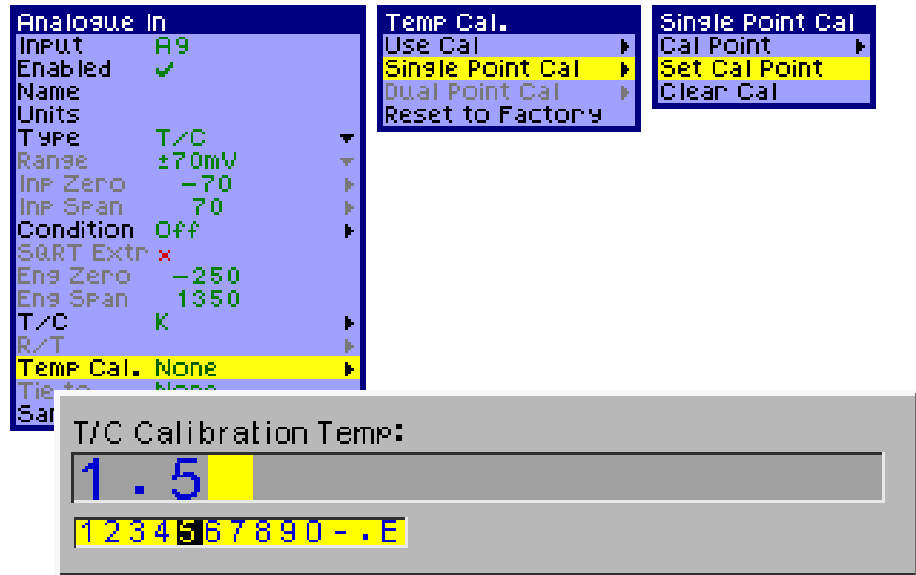 Analogue In
Input A9
Enabled ✓
Name
Units
Type T/C
Range ±70mV
Inp Zero -70
Inp Span 70
Condition Off
SQRT Extr x
Eng Zero -250
Eng Span 1350
T/C K
R/T
Temp Cal. None
Tie to None
Temp Cal.
Use Cal
Single Point Cal
Dual Point Cal
Reset to Factory
Single Point Cal
Cal Point
Set Cal Point
Clear Cal
T/C Calibration Temp:
1.5
1234567890-.E